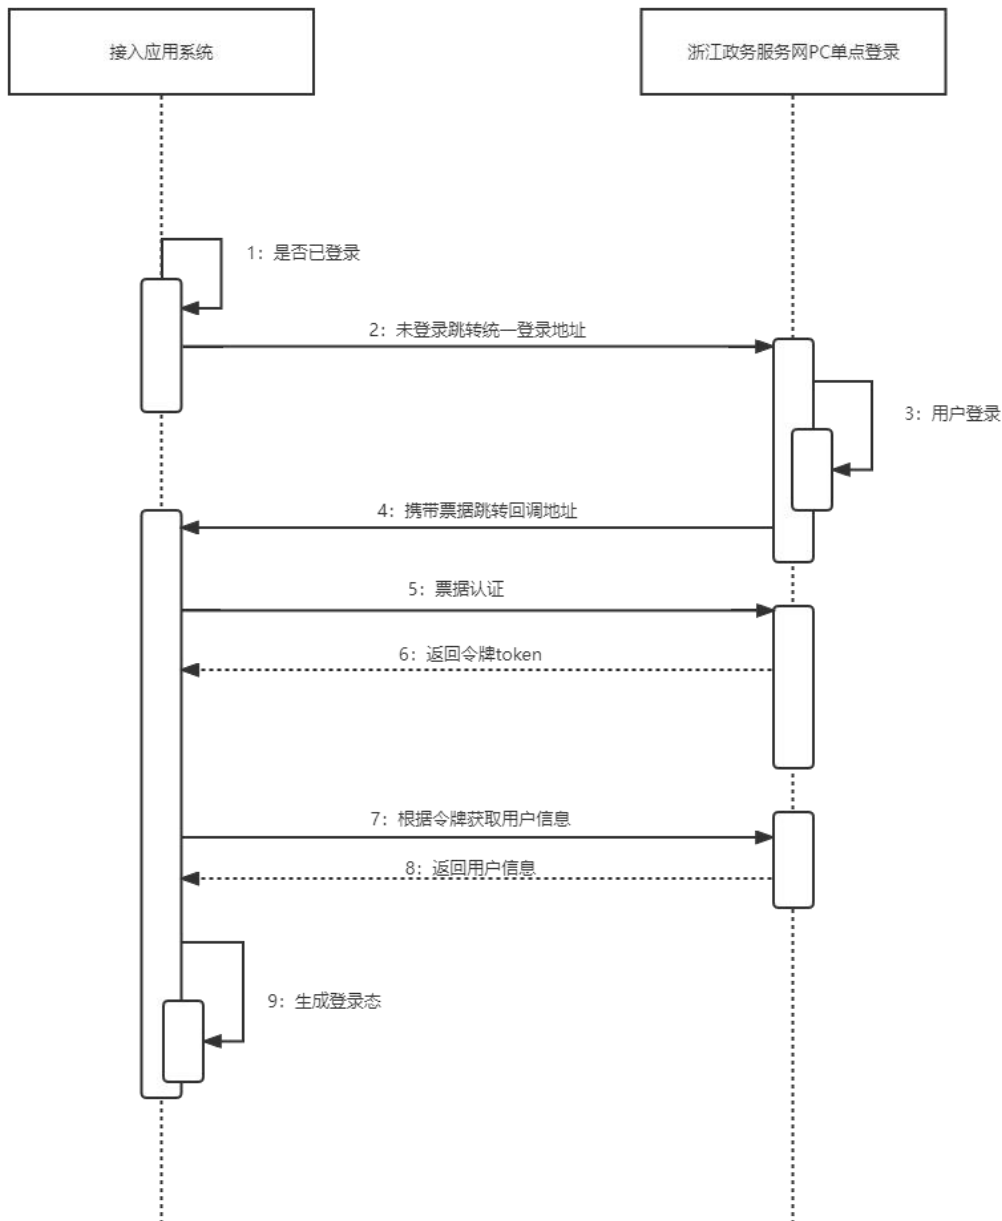 接入应用系统
浙江政务服务网PC单点登录
1：是否已登录
2：未登录跳转统一登录地址
3：用户登录
4：携带票据跳转回调地址
5：票据认证
6：返回令牌token
7：根据令牌获取用户信息
8：返回用户信息
9：生成登录态